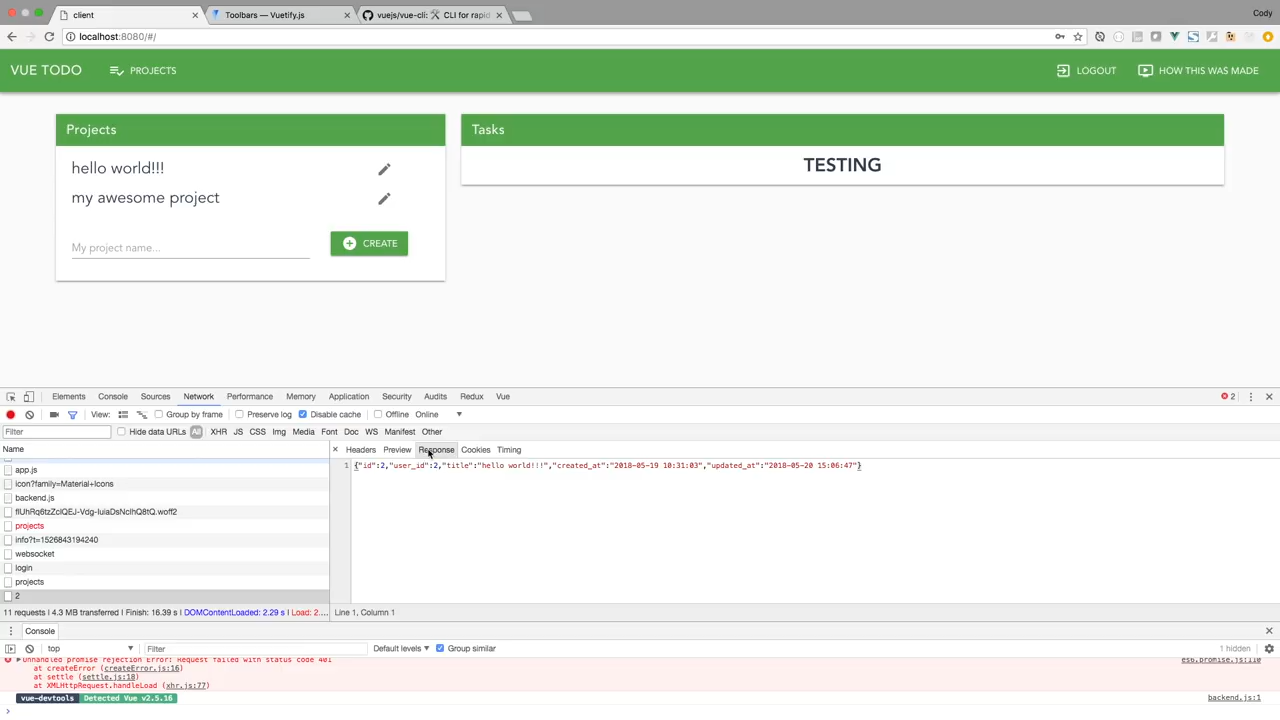 client
Toolbars — Vuetify.js
vuejs/vue-cli: 🛠 CLI for rapid
Cody
localhost:8080/#/
VUE TODO
PROJECTS
LOGOUT
HOW THIS WAS MADE
Projects
hello world!!!
my awesome project
My project name...
CREATE
Tasks
TESTING
Elements Console Sources Network Performance Memory Application Security Audits Redux Vue
2
View: Group by frame Preserve log Disable cache Offline Online
Filter Hide data URLs All XHR JS CSS Img Media Font Doc WS Manifest Other
Name
app.js
icon?family=Material+Icons
backend.js
projects
info?t=1526843194240
websocket
login
projects
2
11 requests | 4.3 MB transferred | Finish: 16.39 s | DOMContentLoaded: 2.29 s | Load: 2....
Headers Preview Response Cookies Timing
1 {"id":2,"user_id":2,"title":"hello world!!!","created_at":"2018-05-19 10:31:03","updated_at":"2018-05-20 15:06:47"}
Line 1, Column 1
Console
top Filter Default levels Group similar 1 hidden
Unhandled promise rejection Error: Request failed with status code 401 es6.promise.js:110
at createError (createError.js:16)
at settle (settle.js:18)
at XMLHttpRequest.handleLoad (xhr.js:77)
vue-devtools Detected Vue v2.5.16 backend.js:1